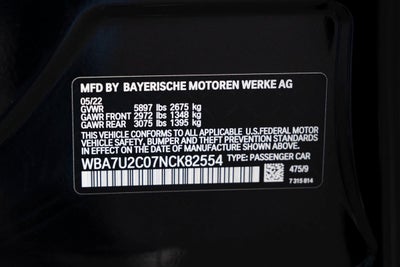 MFD BY BAYERISCHE MOTOREN WERKE AG
05/22
GVWR 5897 lbs 2675 kg
GAWR FRONT 2972 lbs 1348 kg
GAWR REAR 3075 lbs 1395 kg
THIS VEHICLE CONFORMS TO ALL APPLICABLE U.S.FEDERAL MOTOR
VEHICLE SAFETY, BUMPER, AND THEFT PREVENTION STANDARDS
IN EFFECT ON THE DATE OF MANUFACTURE SHOWN ABOVE.
WBA7U2C07NCK82554 TYPE: PASSENGER CAR
475/9
7 315 814